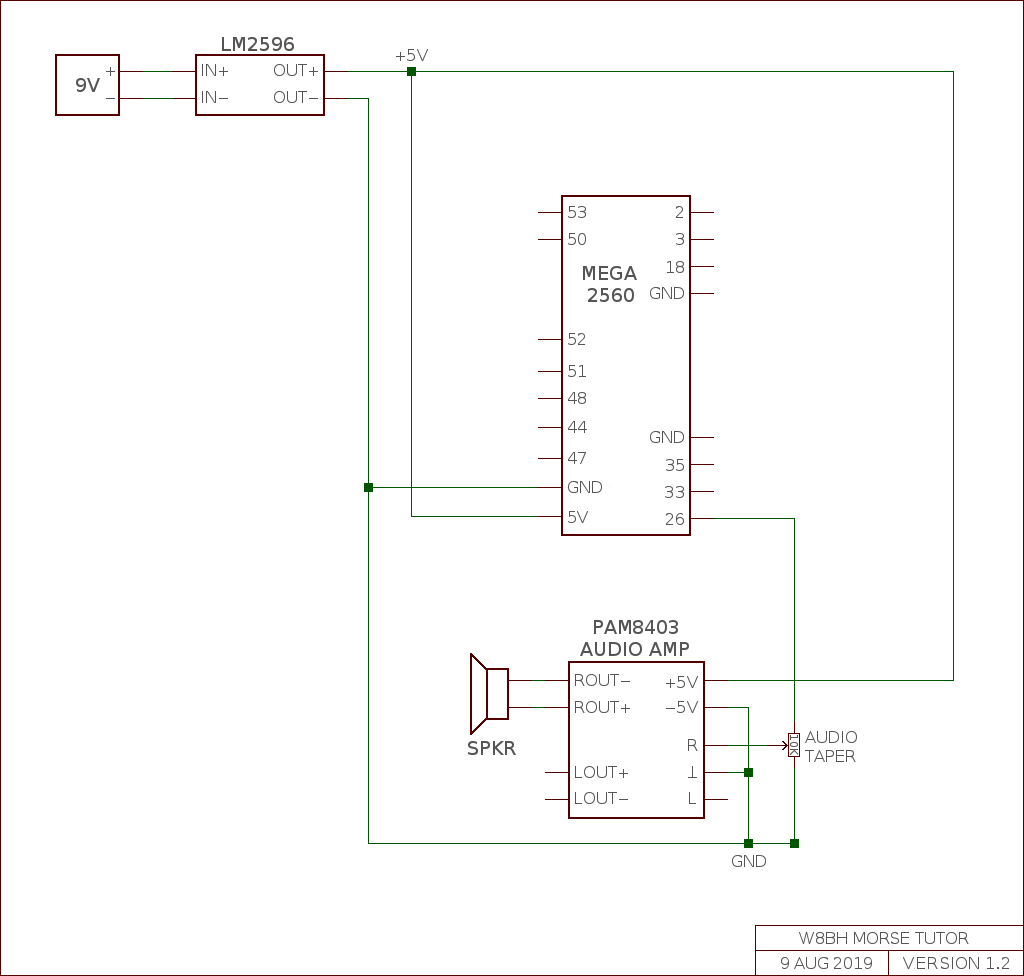 LM2596
+5V
9V
+
−
IN+
OUT+
IN−
OUT−
53
2
50
3
MEGA
2560
18
GND
52
51
48
44
GND
47
35
GND
33
5V
26
PAM8403
AUDIO AMP
ROUT−
+5V
ROUT+
−5V
SPKR
R
10K
AUDIO
TAPER
LOUT+
⊥
LOUT−
L
GND
W8BH MORSE TUTOR
9 AUG 2019
VERSION 1.2